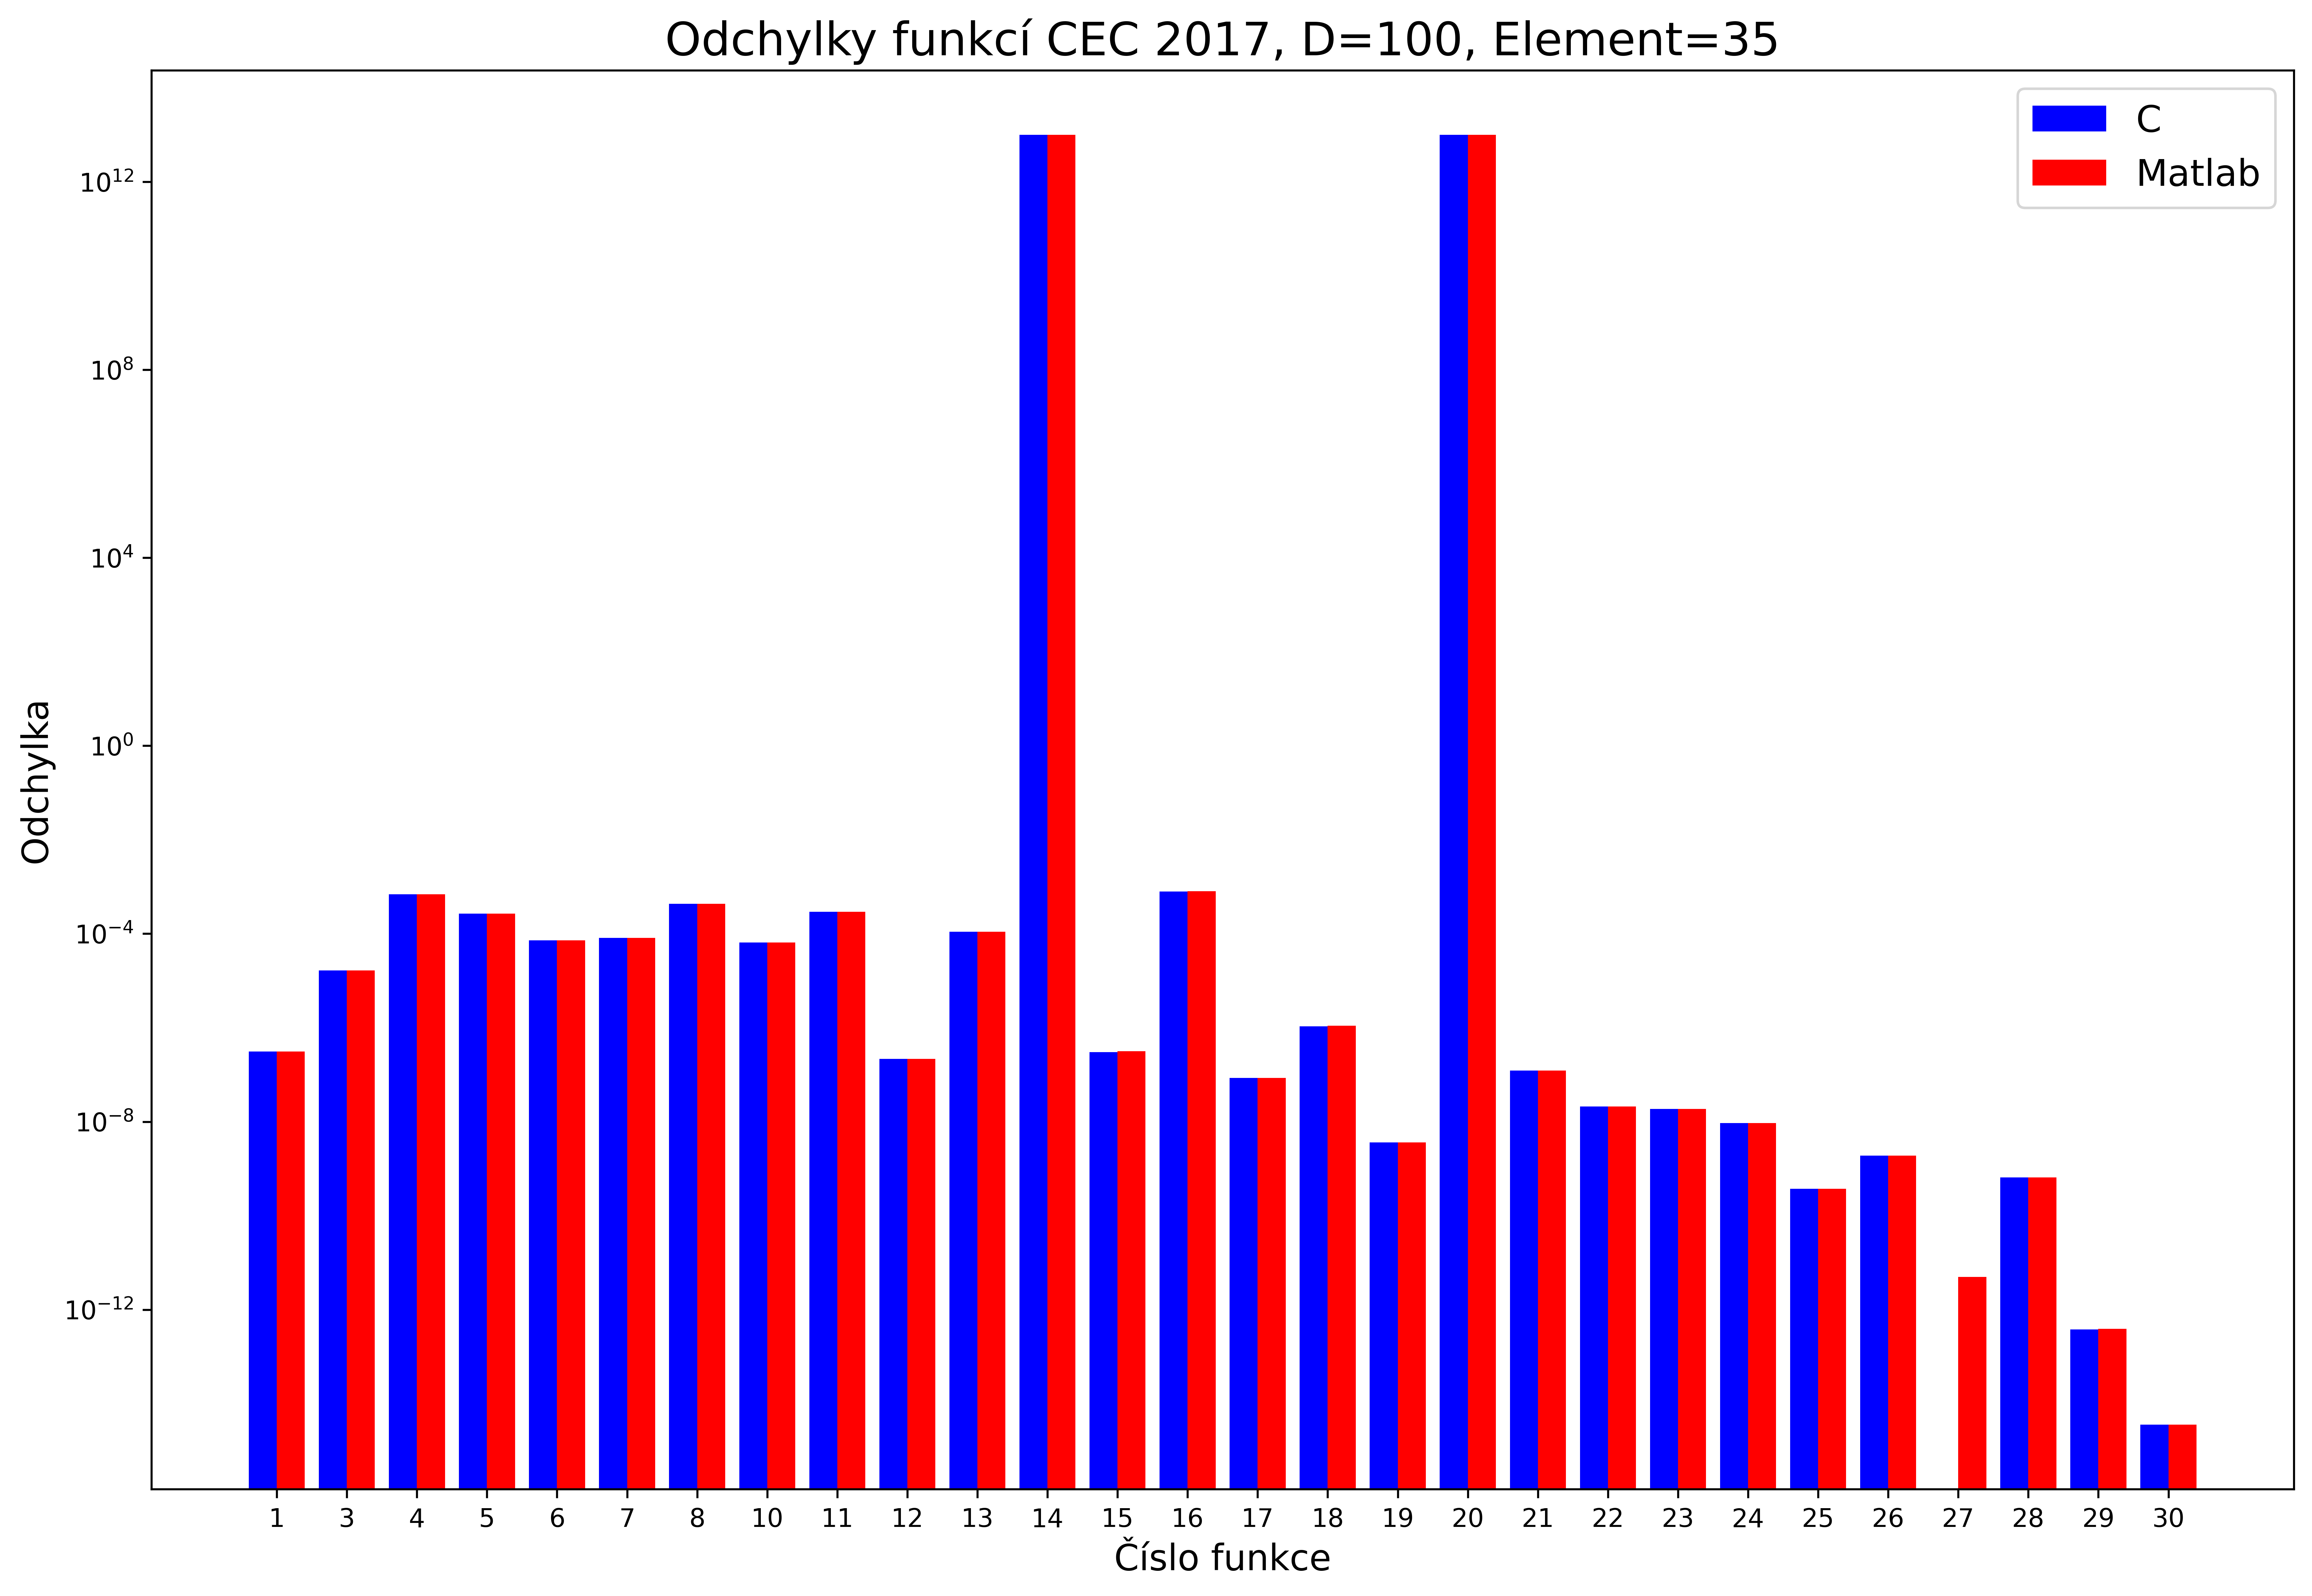 Odchylky funkcí CEC 2017, D=100, Element=35
C
Matlab
10¹²
10⁸
10⁴
10⁰
10⁻⁴
10⁻⁸
10⁻¹²
Odchylka
1 3 4 5 6 7 8 10 11 12 13 14 15 16 17 18 19 20 21 22 23 24 25 26 27 28 29 30
Číslo funkce